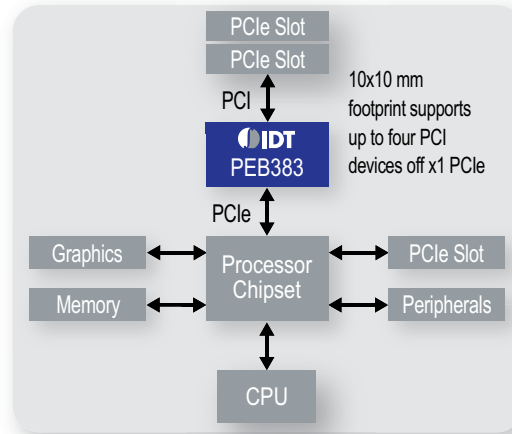 PCIe Slot
PCIe Slot
PCI
10x10 mm
footprint supports
up to four PCI
devices off x1 PCIe
IDT
PEB383
PCIe
Graphics
Processor
Chipset
PCIe Slot
Memory
Peripherals
CPU